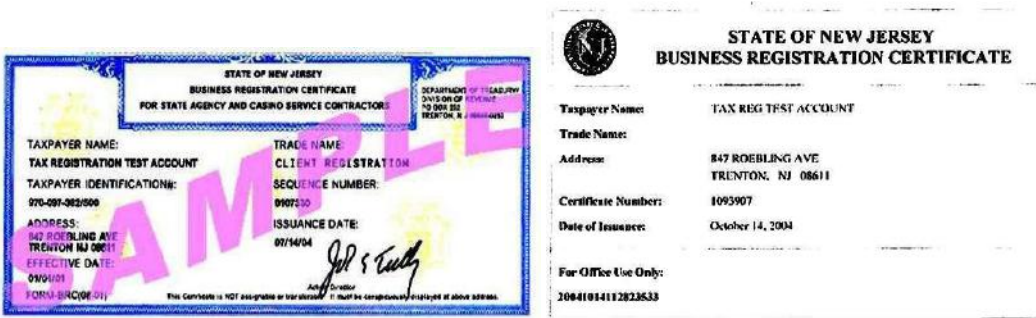 STATE OF NEW JERSEY
BUSINESS REGISTRATION CERTIFICATE
FOR STATE AGENCY AND CASINO SERVICE CONTRACTORS
DEPARTMENT OF TREASURY
DIVISION OF REVENUE
PO BOX 252
TRENTON, N J
TAXPAYER NAME:
TAX REGISTRATION TEST ACCOUNT
TRADE NAME:
CLIENT REGISTRATION
TAXPAYER IDENTIFICATION#:
970-097-382/500
SEQUENCE NUMBER:
ADDRESS:
847 ROEBLING AVE
TRENTON NJ 08611
ISSUANCE DATE:
07/14/04
EFFECTIVE DATE:
01/01/01
FORM-BRC(08-01)
Director
This Certificate is NOT assignable or transferable. It must be conspicuously displayed at above address.
SAMPLE
STATE OF NEW JERSEY
BUSINESS REGISTRATION CERTIFICATE
Taxpayer Name: TAX REG TEST ACCOUNT
Trade Name:
Address: 847 ROEBLING AVE
TRENTON, NJ 08611
Certificate Number: 1093907
Date of Issuance: October 14, 2004
For Office Use Only:
20041014112823533